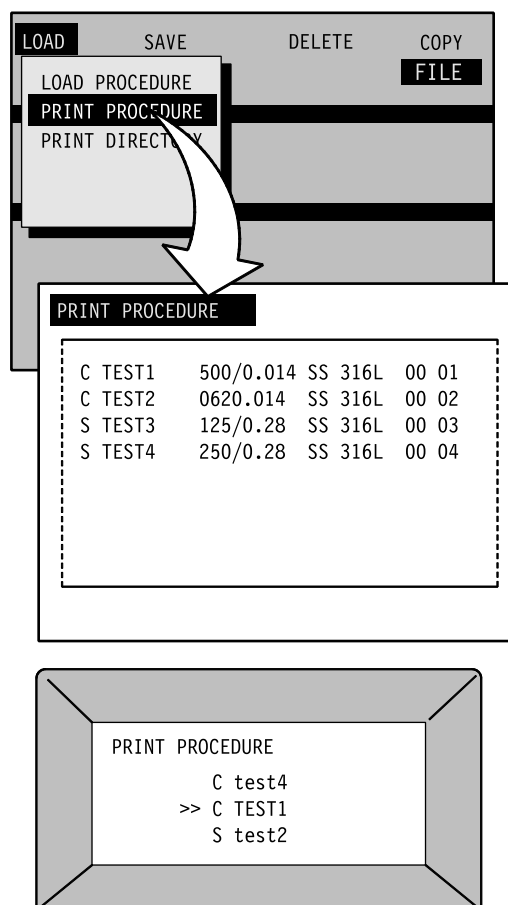 LOAD SAVE DELETE COPY
FILE
LOAD PROCEDURE
PRINT PROCEDURE
PRINT DIRECTORY
PRINT PROCEDURE
C TEST1 500/0.014 SS 316L 00 01
C TEST2 0620.014 SS 316L 00 02
S TEST3 125/0.28 SS 316L 00 03
S TEST4 250/0.28 SS 316L 00 04
PRINT PROCEDURE
C test4
>> C TEST1
S test2